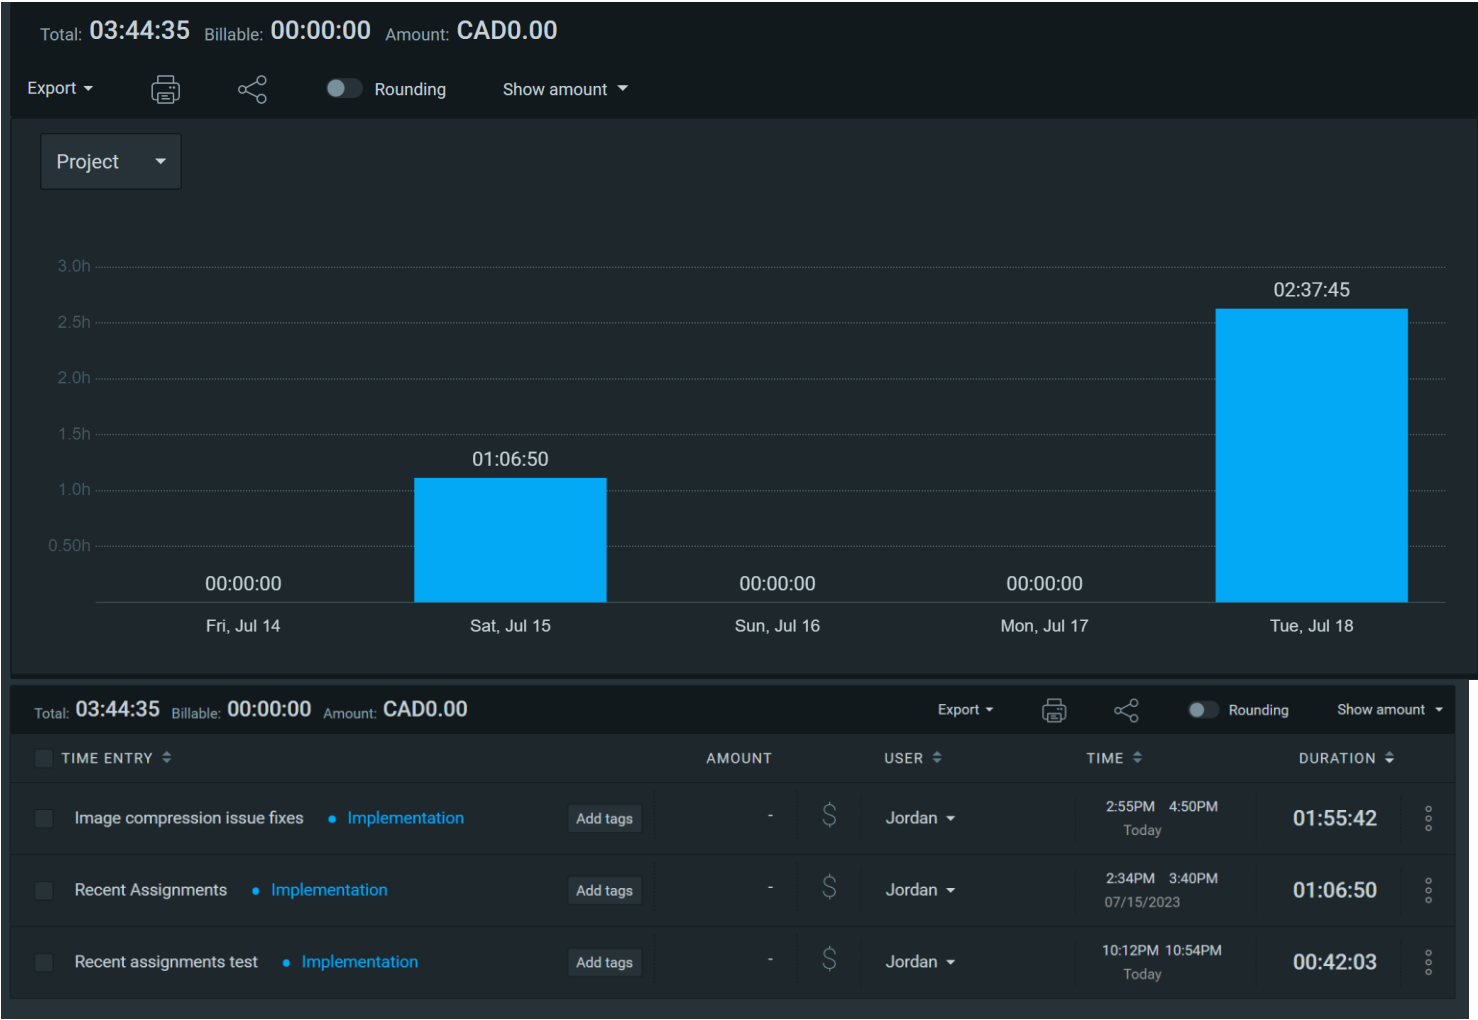 Total: 03:44:35 Billable: 00:00:00 Amount: CAD0.00
Export Rounding Show amount
Project
3.0h
02:37:45
2.5h
2.0h
1.5h
01:06:50
1.0h
0.50h
00:00:00 00:00:00 00:00:00
Fri, Jul 14 Sat, Jul 15 Sun, Jul 16 Mon, Jul 17 Tue, Jul 18
Total: 03:44:35 Billable: 00:00:00 Amount: CAD0.00 Export Rounding Show amount
TIME ENTRY AMOUNT USER TIME DURATION
Image compression issue fixes • Implementation Add tags - $ Jordan 2:55PM 4:50PM 01:55:42
Today
Recent Assignments • Implementation Add tags - $ Jordan 2:34PM 3:40PM 01:06:50
07/15/2023
Recent assignments test • Implementation Add tags - $ Jordan 10:12PM 10:54PM 00:42:03
Today